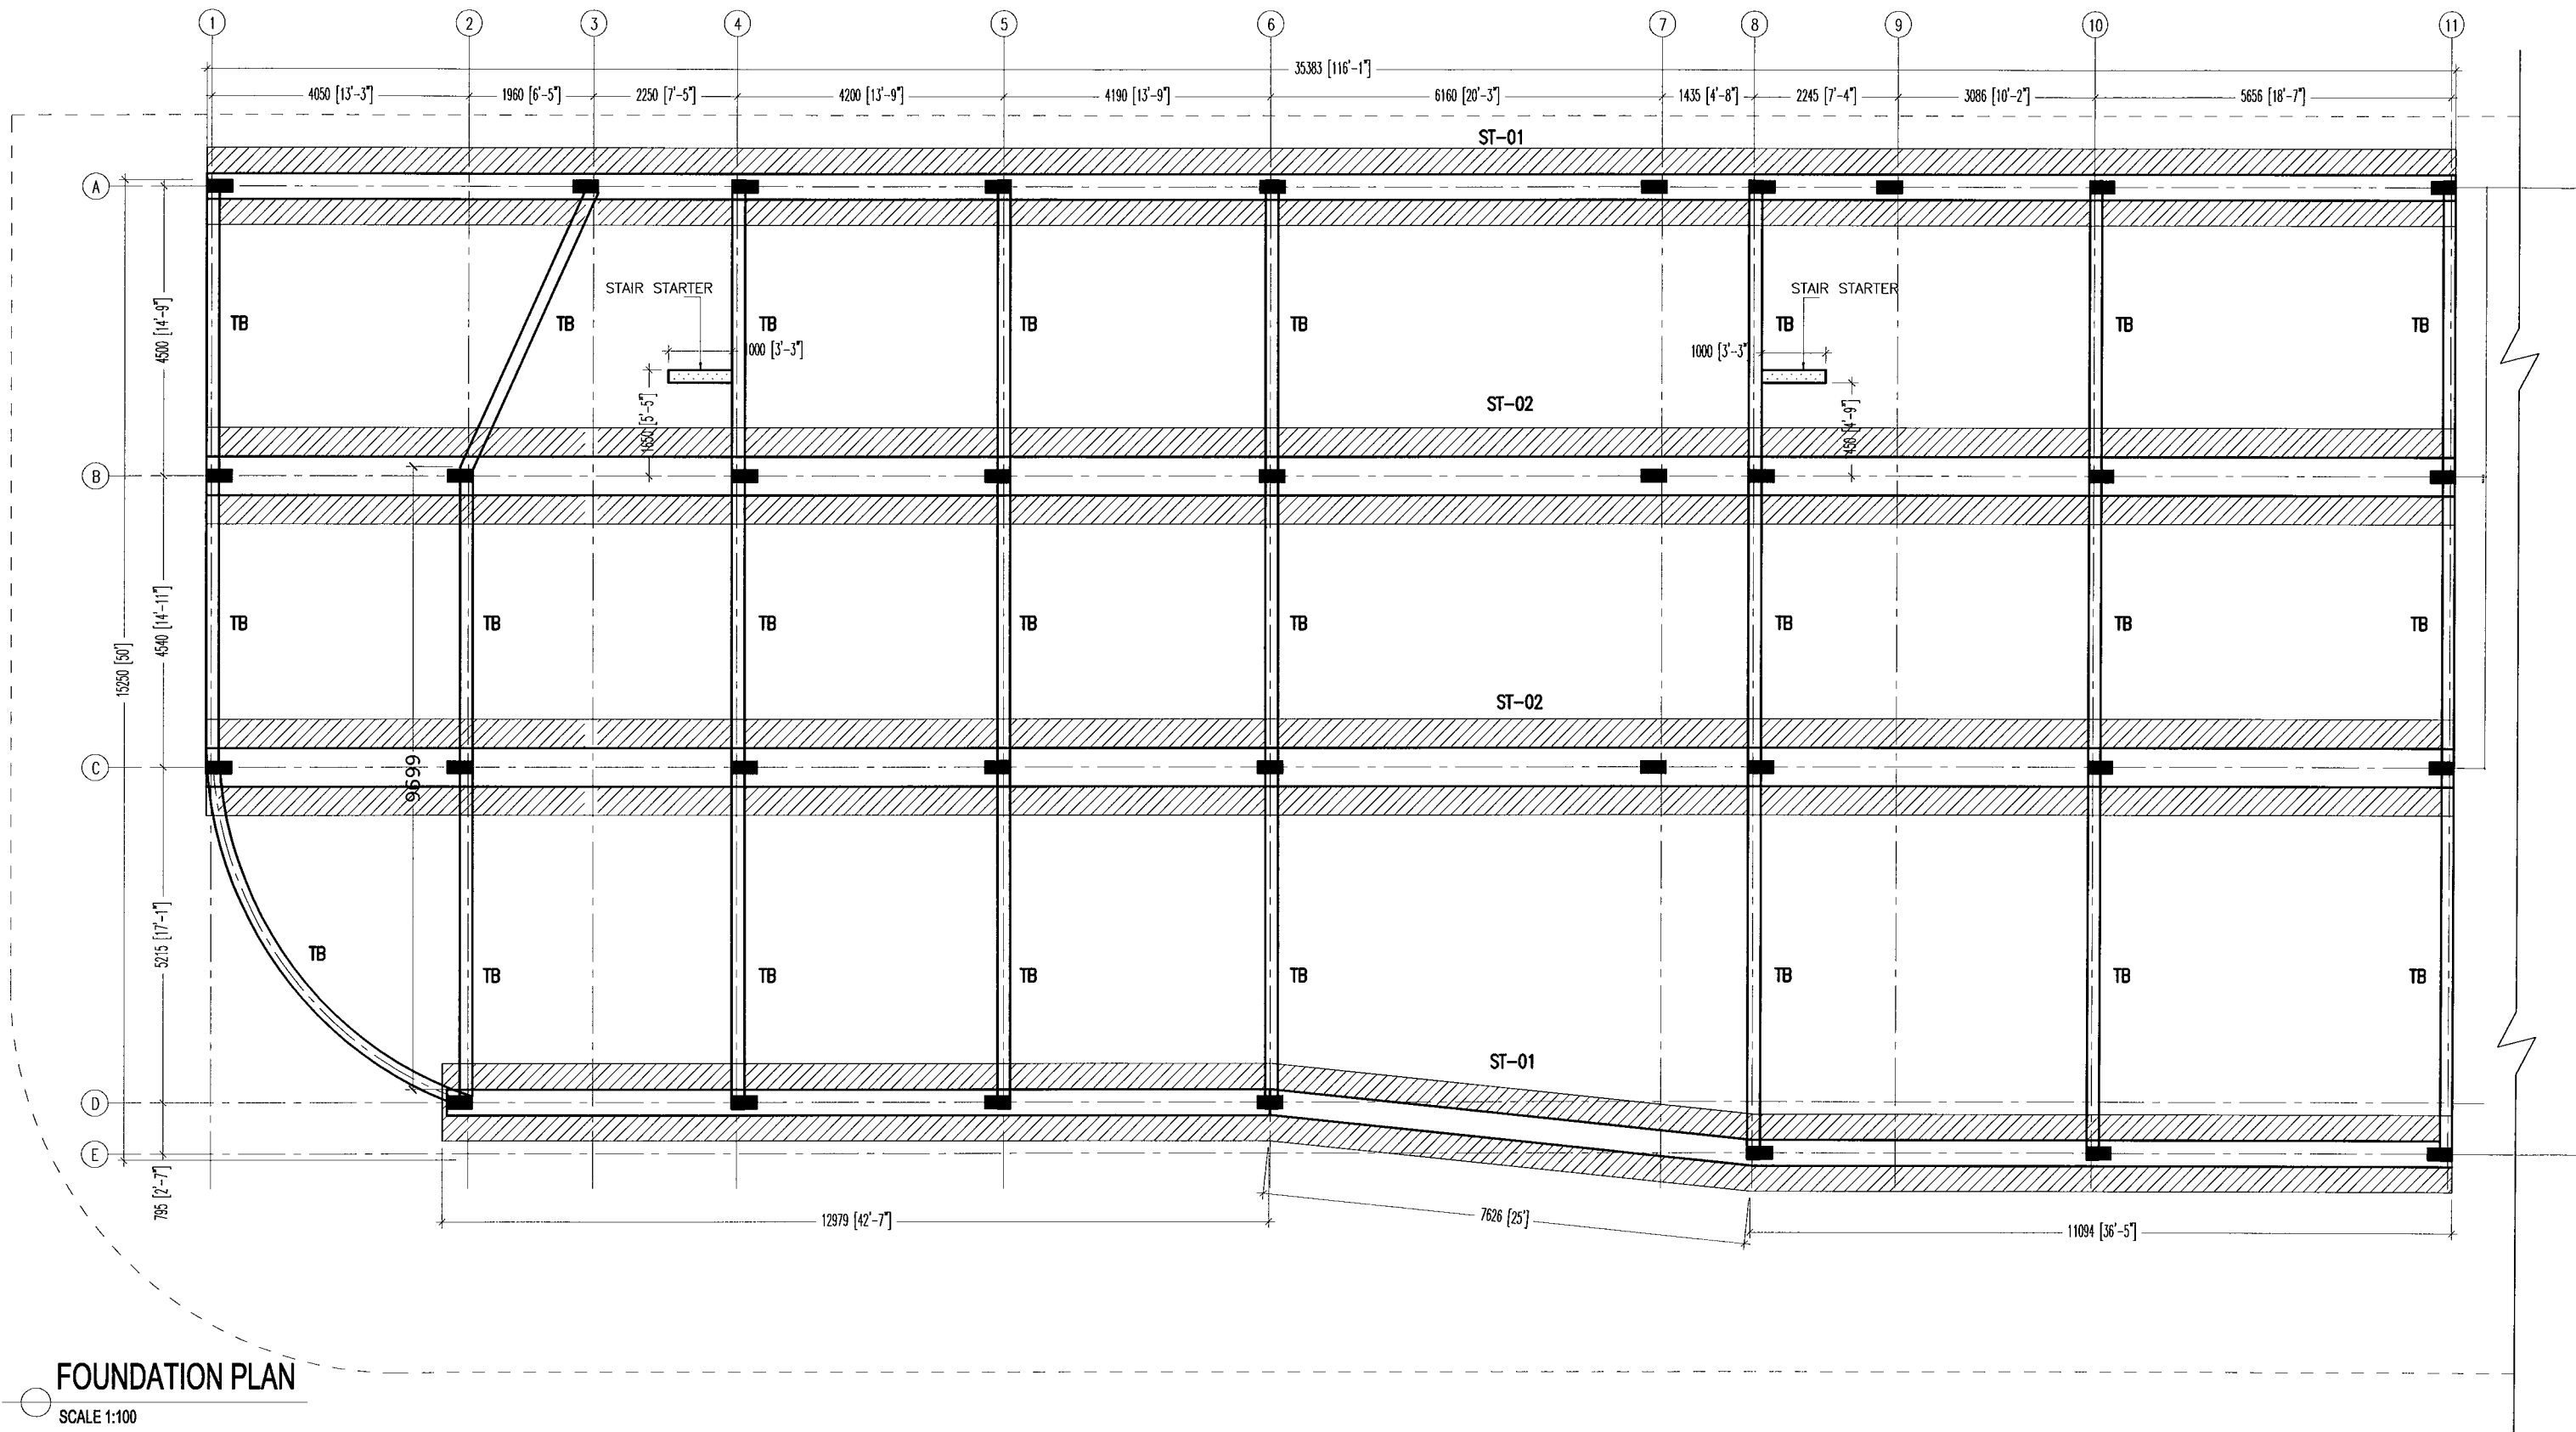 1 2 3 4 5 6 7 8 9 10 11
35383 [116'-1"]
4050 [13'-3"] 1960 [6'-5"] 2250 [7'-5"] 4200 [13'-9"] 4190 [13'-9"] 6160 [20'-3"] 1435 [4'-8"] 2245 [7'-4"] 3086 [10'-2"] 5656 [18'-7"]
ST-01
A
STAIR STARTER STAIR STARTER
4500 [14'-9"]
TB TB TB TB TB TB TB TB
1000 [3'-3"] 1000 [3'-3"
1650 [5'-5"] 450 [4'-9"]
ST-02
B
4540 [14'-11"]
TB TB TB TB TB TB TB TB
15250 [50']
ST-02
C
9699
5215 [17'-1"]
TB
TB TB TB TB TB TB TB
ST-01
D
E
795 [2'-7"]
12979 [42'-7"] 7626 [25'] 11094 [36'-5"]
FOUNDATION PLAN
SCALE 1:100